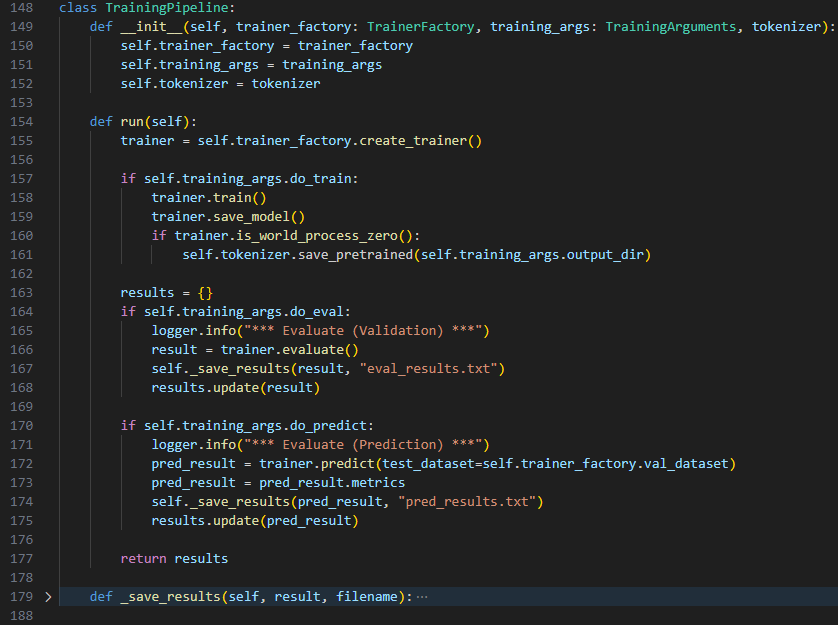 148 class TrainingPipeline:
149     def __init__(self, trainer_factory: TrainerFactory, training_args: TrainingArguments, tokenizer):
150         self.trainer_factory = trainer_factory
151         self.training_args = training_args
152         self.tokenizer = tokenizer
153
154     def run(self):
155         trainer = self.trainer_factory.create_trainer()
156
157         if self.training_args.do_train:
158             trainer.train()
159             trainer.save_model()
160             if trainer.is_world_process_zero():
161                 self.tokenizer.save_pretrained(self.training_args.output_dir)
162
163         results = {}
164         if self.training_args.do_eval:
165             logger.info("*** Evaluate (Validation) ***")
166             result = trainer.evaluate()
167             self._save_results(result, "eval_results.txt")
168             results.update(result)
169
170         if self.training_args.do_predict:
171             logger.info("*** Evaluate (Prediction) ***")
172             pred_result = trainer.predict(test_dataset=self.trainer_factory.val_dataset)
173             pred_result = pred_result.metrics
174             self._save_results(pred_result, "pred_results.txt")
175             results.update(pred_result)
176
177         return results
178
179 >   def _save_results(self, result, filename):···
188